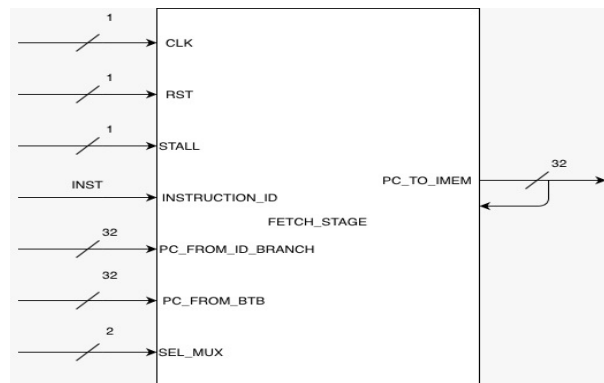 1
CLK
1
RST
1
STALL
32
PC_TO_IMEM
INST
INSTRUCTION_ID
FETCH_STAGE
32
PC_FROM_ID_BRANCH
32
PC_FROM_BTB
2
SEL_MUX